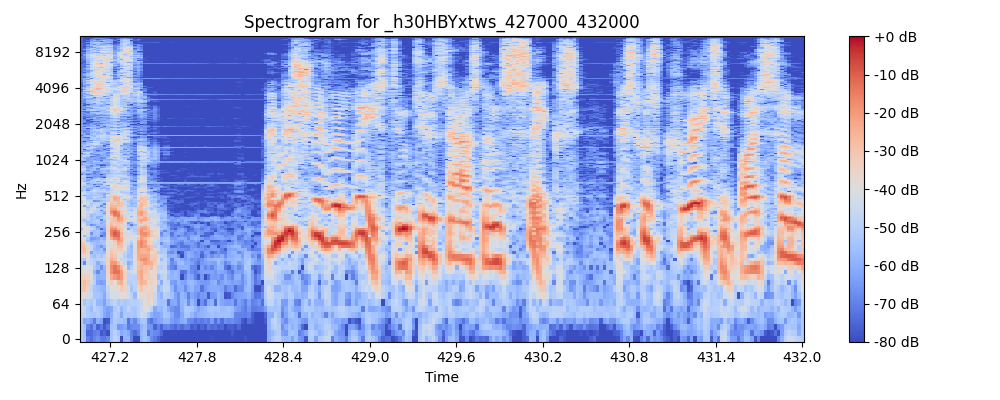 Spectrogram for _h30HBYxtws_427000_432000
Hz
8192
4096
2048
1024
512
256
128
64
0
427.2 427.8 428.4 429.0 429.6 430.2 430.8 431.4 432.0
Time
+0 dB
-10 dB
-20 dB
-30 dB
-40 dB
-50 dB
-60 dB
-70 dB
-80 dB